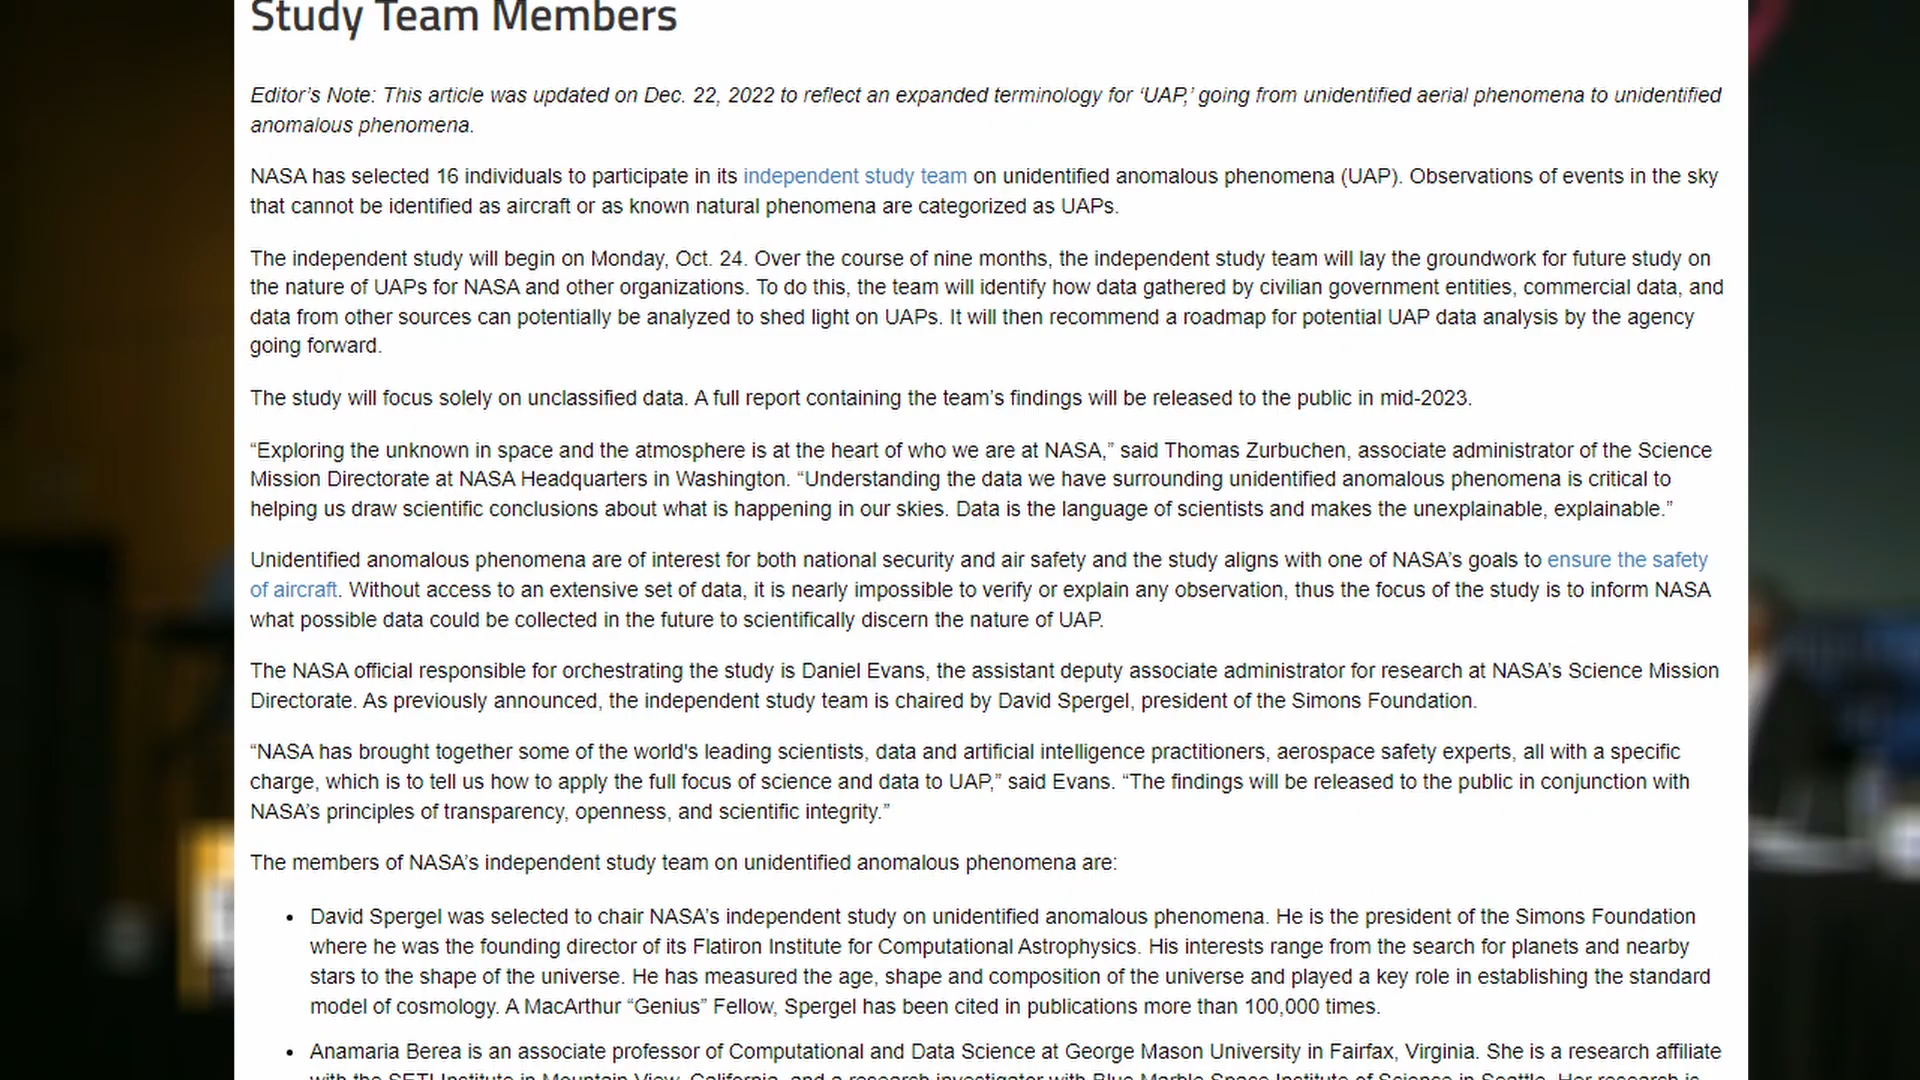 Study Team Members
Editor’s Note: This article was updated on Dec. 22, 2022 to reflect an expanded terminology for ‘UAP,’ going from unidentified aerial phenomena to unidentified
anomalous phenomena.
NASA has selected 16 individuals to participate in its independent study team on unidentified anomalous phenomena (UAP). Observations of events in the sky
that cannot be identified as aircraft or as known natural phenomena are categorized as UAPs.
The independent study will begin on Monday, Oct. 24. Over the course of nine months, the independent study team will lay the groundwork for future study on
the nature of UAPs for NASA and other organizations. To do this, the team will identify how data gathered by civilian government entities, commercial data, and
data from other sources can potentially be analyzed to shed light on UAPs. It will then recommend a roadmap for potential UAP data analysis by the agency
going forward.
The study will focus solely on unclassified data. A full report containing the team’s findings will be released to the public in mid-2023.
“Exploring the unknown in space and the atmosphere is at the heart of who we are at NASA,” said Thomas Zurbuchen, associate administrator of the Science
Mission Directorate at NASA Headquarters in Washington. “Understanding the data we have surrounding unidentified anomalous phenomena is critical to
helping us draw scientific conclusions about what is happening in our skies. Data is the language of scientists and makes the unexplainable, explainable.”
Unidentified anomalous phenomena are of interest for both national security and air safety and the study aligns with one of NASA’s goals to ensure the safety
of aircraft. Without access to an extensive set of data, it is nearly impossible to verify or explain any observation, thus the focus of the study is to inform NASA
what possible data could be collected in the future to scientifically discern the nature of UAP.
The NASA official responsible for orchestrating the study is Daniel Evans, the assistant deputy associate administrator for research at NASA’s Science Mission
Directorate. As previously announced, the independent study team is chaired by David Spergel, president of the Simons Foundation.
“NASA has brought together some of the world's leading scientists, data and artificial intelligence practitioners, aerospace safety experts, all with a specific
charge, which is to tell us how to apply the full focus of science and data to UAP,” said Evans. “The findings will be released to the public in conjunction with
NASA’s principles of transparency, openness, and scientific integrity.”
The members of NASA’s independent study team on unidentified anomalous phenomena are:
• David Spergel was selected to chair NASA’s independent study on unidentified anomalous phenomena. He is the president of the Simons Foundation
where he was the founding director of its Flatiron Institute for Computational Astrophysics. His interests range from the search for planets and nearby
stars to the shape of the universe. He has measured the age, shape and composition of the universe and played a key role in establishing the standard
model of cosmology. A MacArthur “Genius” Fellow, Spergel has been cited in publications more than 100,000 times.
• Anamaria Berea is an associate professor of Computational and Data Science at George Mason University in Fairfax, Virginia. She is a research affiliate
with the SETI Institute in Mountain View, California, and a research investigator with Blue Marble Space Institute of Science in Seattle. Her research is